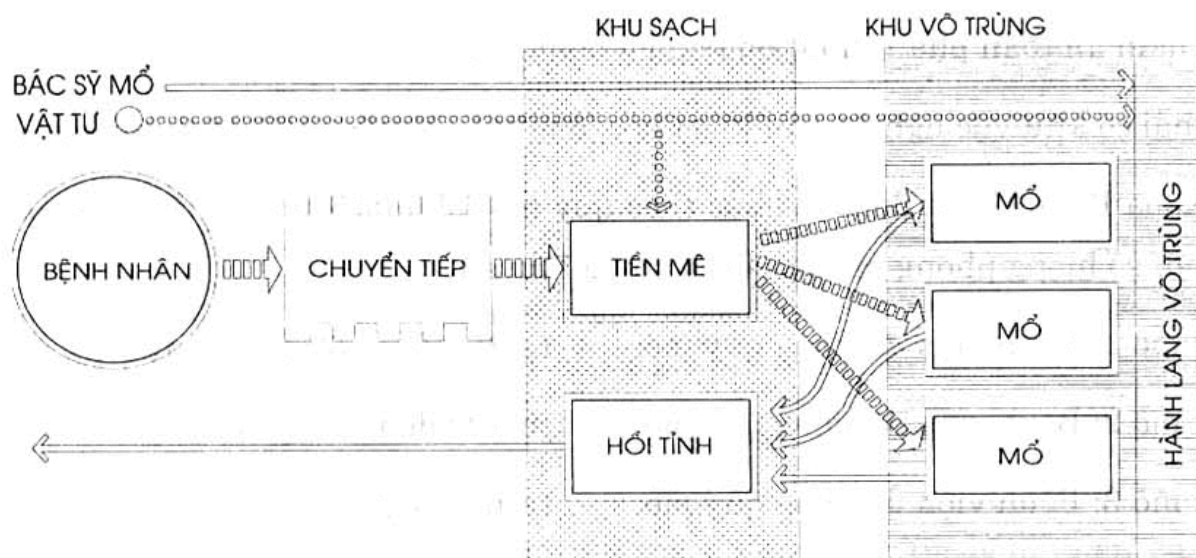 KHU SẠCH
KHU VÔ TRÙNG
BÁC SỸ MỔ
VẬT TƯ
BỆNH NHÂN
CHUYỂN TIẾP
TIỀN MÊ
MỔ
MỔ
HỒI TỈNH
MỔ
HÀNH LANG VÔ TRÙNG